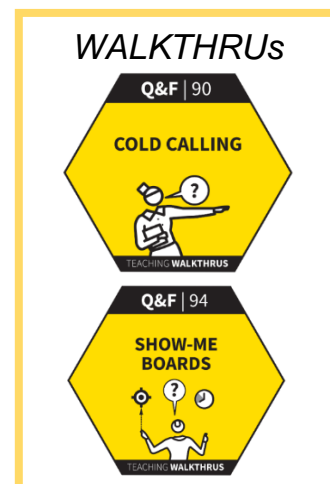 WALKTHRUs
Q&F | 90
COLD CALLING
?
TEACHING WALKTHRUS
Q&F | 94
SHOW-ME
BOARDS
?
TEACHING WALKTHRUS